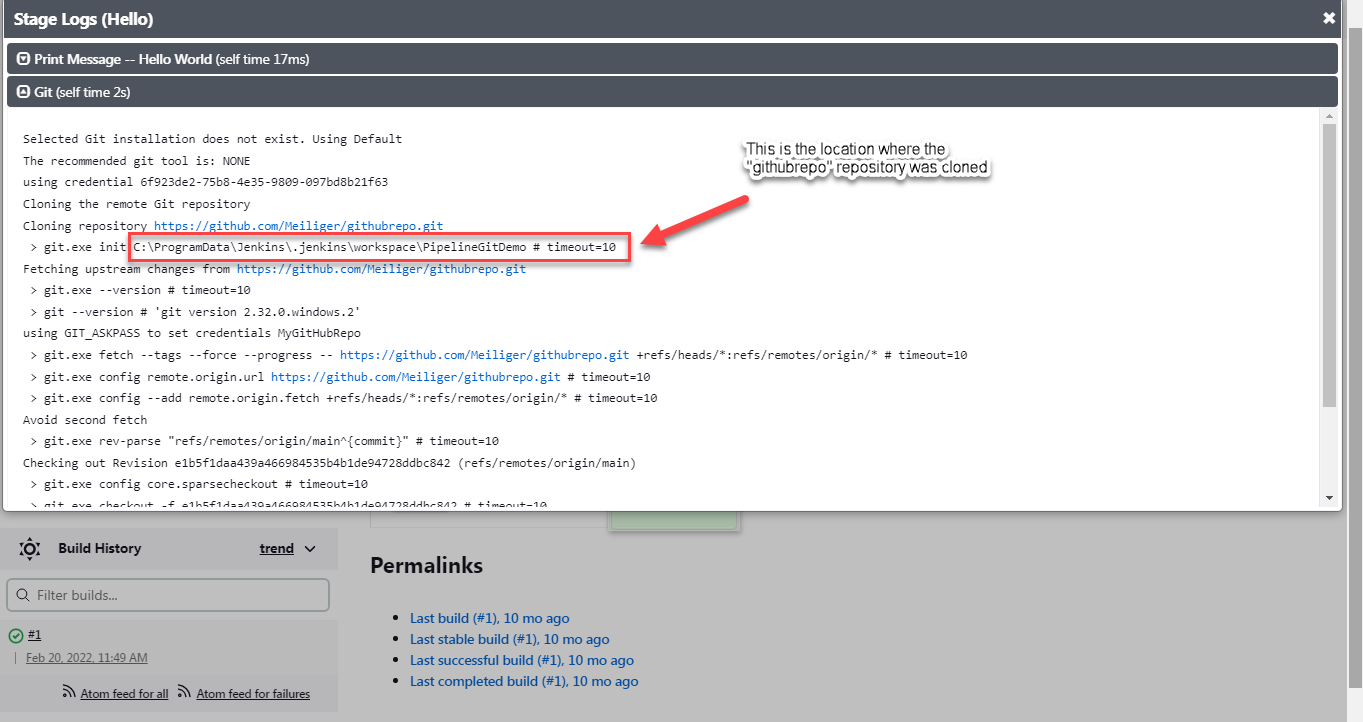 Stage Logs (Hello)
Print Message -- Hello World (self time 17ms)
Git (self time 2s)
Selected Git installation does not exist. Using Default
The recommended git tool is: NONE
using credential 6f923de2-75b8-4e35-9809-097bd8b21f63
Cloning the remote Git repository
Cloning repository https://github.com/Meiliger/githubrepo.git
> git.exe init C:\ProgramData\Jenkins\.jenkins\workspace\PipelineGitDemo # timeout=10
Fetching upstream changes from https://github.com/Meiliger/githubrepo.git
> git.exe --version # timeout=10
> git --version # 'git version 2.32.0.windows.2'
using GIT_ASKPASS to set credentials MyGitHubRepo
> git.exe fetch --tags --force --progress -- https://github.com/Meiliger/githubrepo.git +refs/heads/*:refs/remotes/origin/* # timeout=10
> git.exe config remote.origin.url https://github.com/Meiliger/githubrepo.git # timeout=10
> git.exe config --add remote.origin.fetch +refs/heads/*:refs/remotes/origin/* # timeout=10
Avoid second fetch
> git.exe rev-parse "refs/remotes/origin/main^{commit}" # timeout=10
Checking out Revision e1b5f1daa439a466984535b4b1de94728ddbc842 (refs/remotes/origin/main)
> git.exe config core.sparsecheckout # timeout=10
> git.exe checkout -f e1b5f1daa439a466984535b4b1de94728ddbc842 # timeout=10
This is the location where the
"githubrepo" repository was cloned
Build History
trend
Filter builds...
#1
Feb 20, 2022, 11:49 AM
Atom feed for all
Atom feed for failures
Permalinks
Last build (#1), 10 mo ago
Last stable build (#1), 10 mo ago
Last successful build (#1), 10 mo ago
Last completed build (#1), 10 mo ago